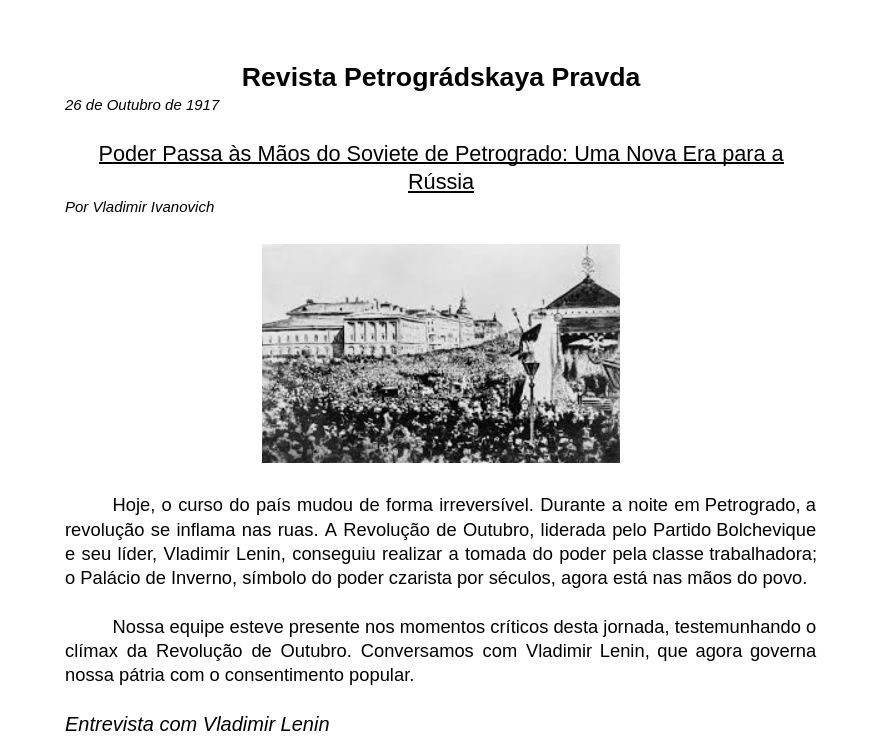 Revista Petrográdskaya Pravda
26 de Outubro de 1917
Poder Passa às Mãos do Soviete de Petrogrado: Uma Nova Era para a
Rússia
Por Vladimir Ivanovich
Hoje, o curso do país mudou de forma irreversível. Durante a noite em Petrogrado, a
revolução se inflama nas ruas. A Revolução de Outubro, liderada pelo Partido Bolchevique
e seu líder, Vladimir Lenin, conseguiu realizar a tomada do poder pela classe trabalhadora;
o Palácio de Inverno, símbolo do poder czarista por séculos, agora está nas mãos do povo.
Nossa equipe esteve presente nos momentos críticos desta jornada, testemunhando o
clímax da Revolução de Outubro. Conversamos com Vladimir Lenin, que agora governa
nossa pátria com o consentimento popular.
Entrevista com Vladimir Lenin